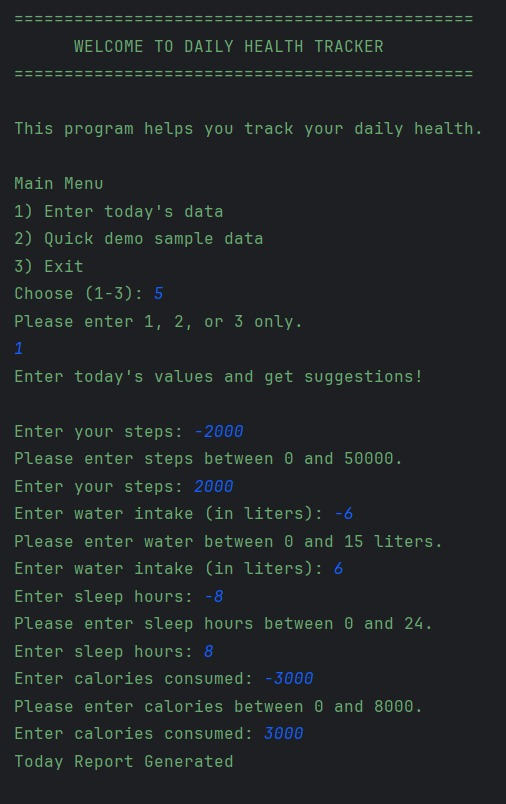 ==============================================
WELCOME TO DAILY HEALTH TRACKER
==============================================
This program helps you track your daily health.
Main Menu
1) Enter today's data
2) Quick demo sample data
3) Exit
Choose (1-3): 5
Please enter 1, 2, or 3 only.
1
Enter today's values and get suggestions!
Enter your steps: -2000
Please enter steps between 0 and 50000.
Enter your steps: 2000
Enter water intake (in liters): -6
Please enter water between 0 and 15 liters.
Enter water intake (in liters): 6
Enter sleep hours: -8
Please enter sleep hours between 0 and 24.
Enter sleep hours: 8
Enter calories consumed: -3000
Please enter calories between 0 and 8000.
Enter calories consumed: 3000
Today Report Generated